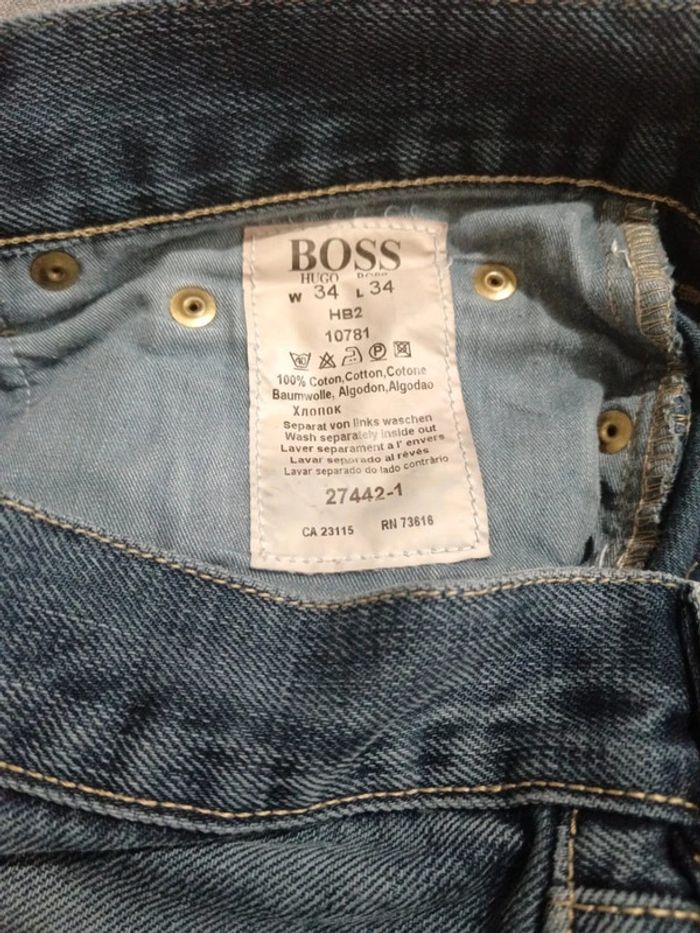 BOSS
HUGO BOSS
W 34 L 34
HB2
10781
40 P
100% Coton,Cotton,Cotone
Baumwolle, Algodon,Algodao
Хлопок
Separat von links waschen
Wash separately inside out
Laver separament a l' envers
Lavar separado al révés
Lavar separado do lado contrário
27442-1
CA 23115 RN 73616